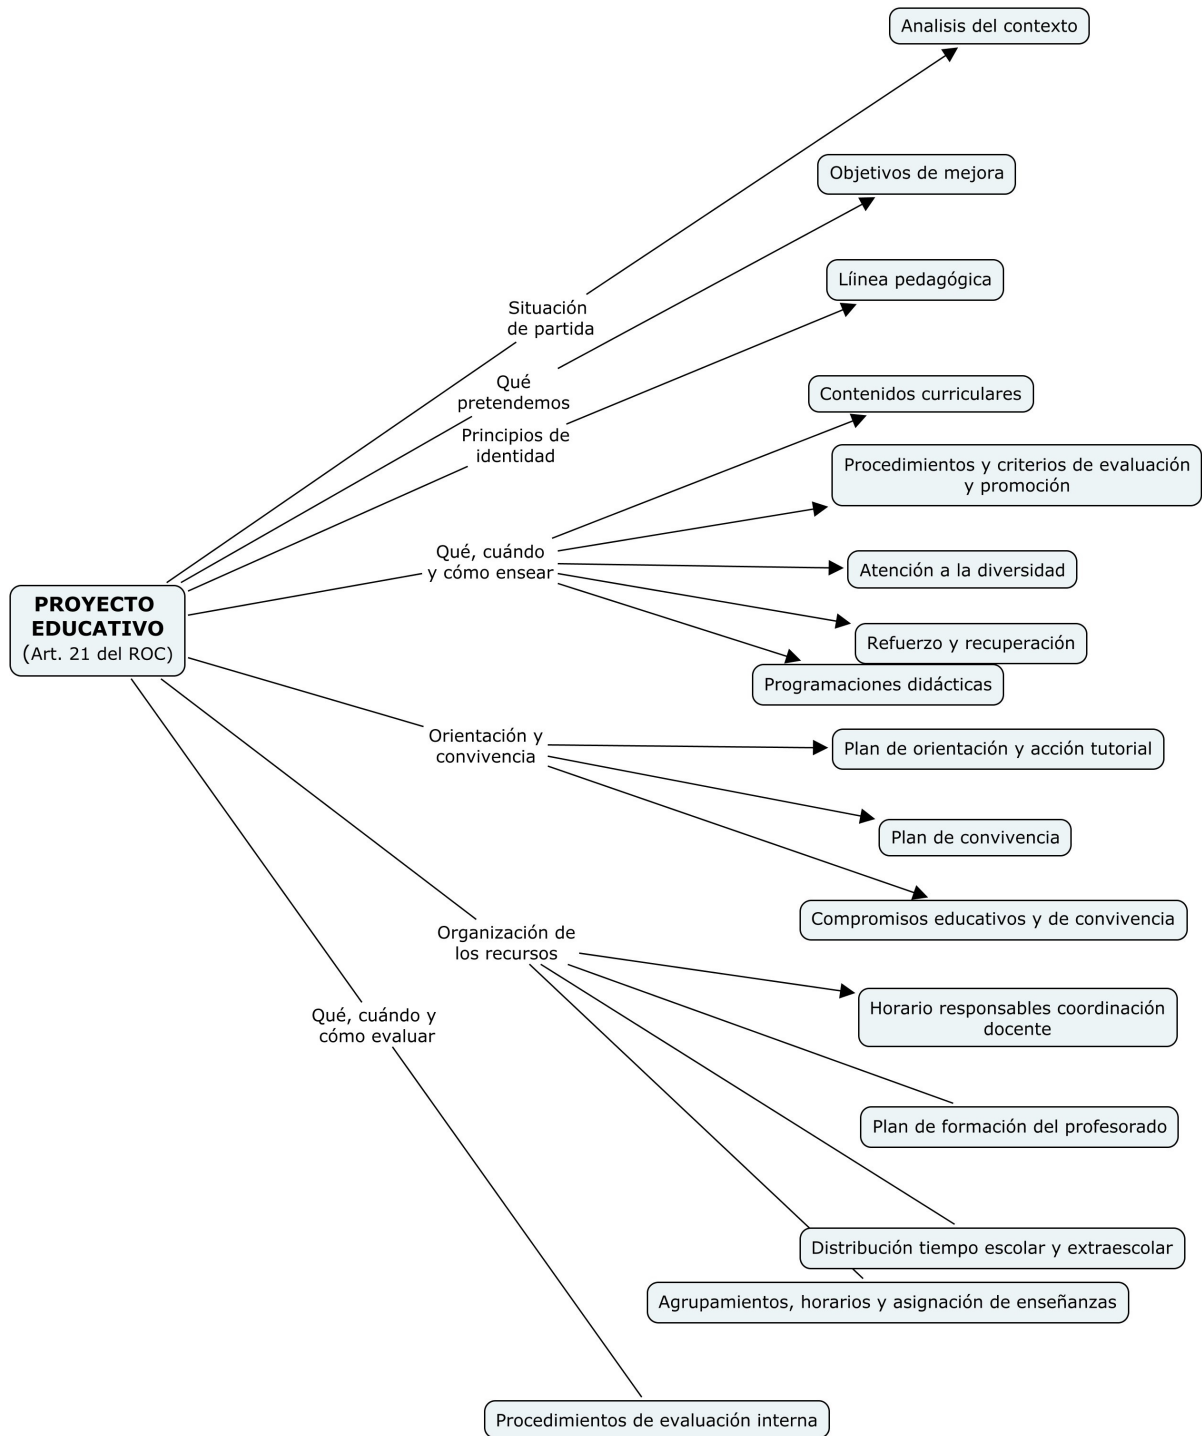 Analisis del contexto
Objetivos de mejora
Líinea pedagógica
Situación
de partida
Qué
pretendemos
Contenidos curriculares
Principios de
identidad
Procedimientos y criterios de evaluación
y promoción
Qué, cuándo
y cómo ensear
Atención a la diversidad
PROYECTO
EDUCATIVO
(Art. 21 del ROC)
Refuerzo y recuperación
Programaciones didácticas
Orientación y
convivencia
Plan de orientación y acción tutorial
Plan de convivencia
Compromisos educativos y de convivencia
Organización de
los recursos
Horario responsables coordinación
docente
Qué, cuándo y
cómo evaluar
Plan de formación del profesorado
Distribución tiempo escolar y extraescolar
Agrupamientos, horarios y asignación de enseñanzas
Procedimientos de evaluación interna